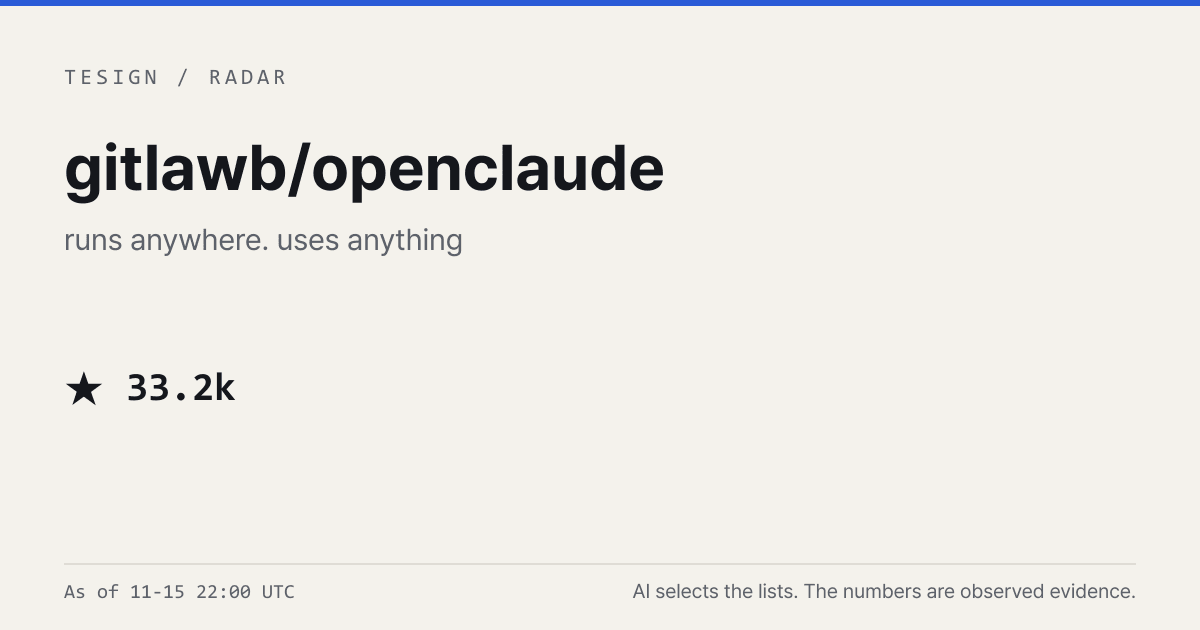 TESIGN / RADAR
gitlawb/openclaude
runs anywhere. uses anything
★ 33.2k
As of 11-15 22:00 UTC
AI selects the lists. The numbers are observed evidence.